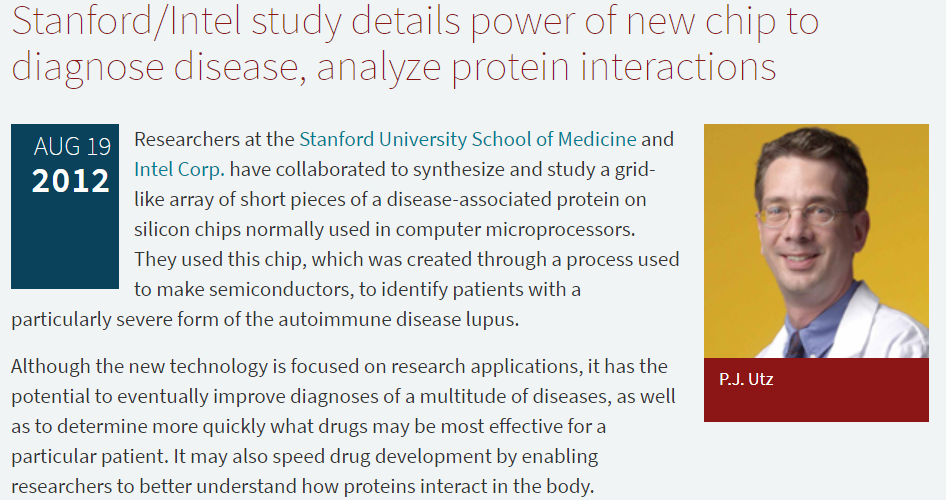 Stanford/Intel study details power of new chip to
diagnose disease, analyze protein interactions
AUG 19
2012
Researchers at the Stanford University School of Medicine and
Intel Corp. have collaborated to synthesize and study a grid-
like array of short pieces of a disease-associated protein on
silicon chips normally used in computer microprocessors.
They used this chip, which was created through a process used
to make semiconductors, to identify patients with a
particularly severe form of the autoimmune disease lupus.
Although the new technology is focused on research applications, it has the
potential to eventually improve diagnoses of a multitude of diseases, as well
as to determine more quickly what drugs may be most effective for a
particular patient. It may also speed drug development by enabling
researchers to better understand how proteins interact in the body.
P.J. Utz